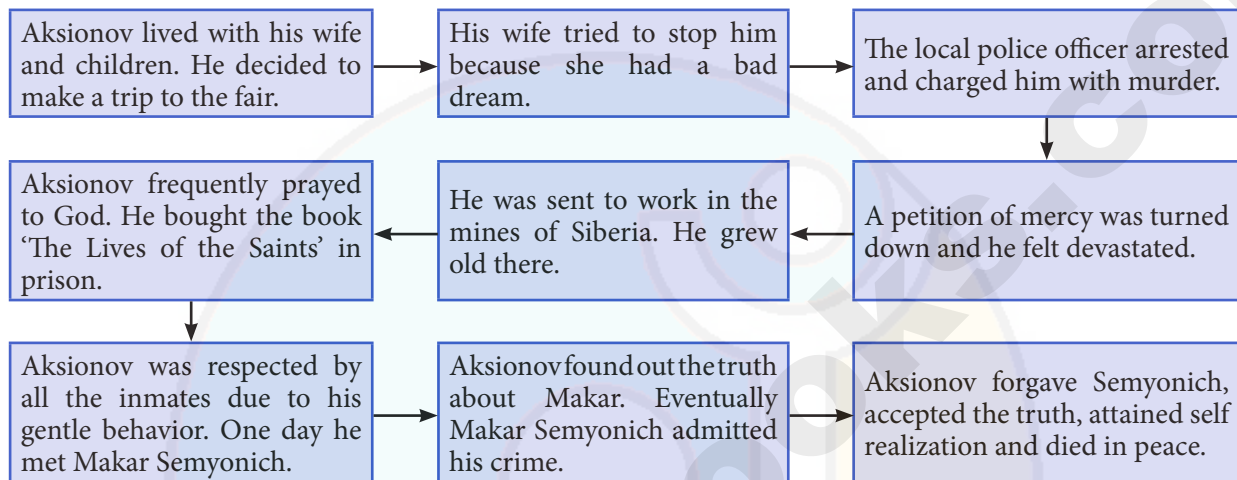 Aksionov lived with his wife
and children. He decided to
make a trip to the fair.
His wife tried to stop him
because she had a bad
dream.
The local police officer arrested
and charged him with murder.
A petition of mercy was turned
down and he felt devastated.
He was sent to work in the
mines of Siberia. He grew
old there.
Aksionov frequently prayed
to God. He bought the book
‘The Lives of the Saints’ in
prison.
Aksionov was respected by
all the inmates due to his
gentle behavior. One day he
met Makar Semyonich.
Aksionov found out the truth
about Makar. Eventually
Makar Semyonich admitted
his crime.
Aksionov forgave Semyonich,
accepted the truth, attained self
realization and died in peace.